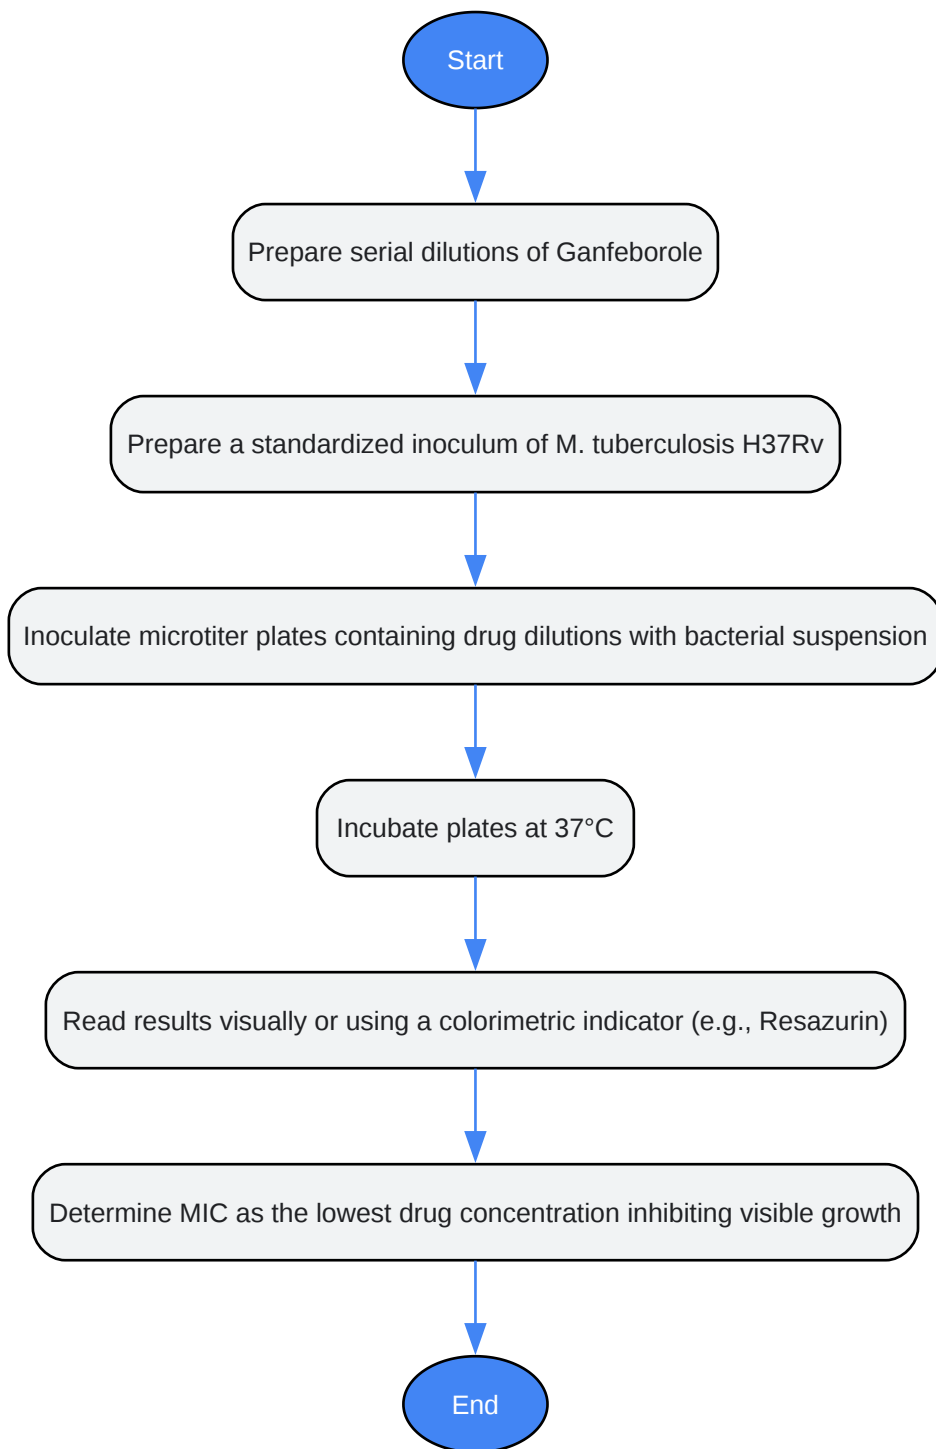 Start
Prepare serial dilutions of Ganfeborole
Prepare a standardized inoculum of M. tuberculosis H37Rv
Inoculate microtiter plates containing drug dilutions with bacterial suspension
Incubate plates at 37°C
Read results visually or using a colorimetric indicator (e.g., Resazurin)
Determine MIC as the lowest drug concentration inhibiting visible growth
End